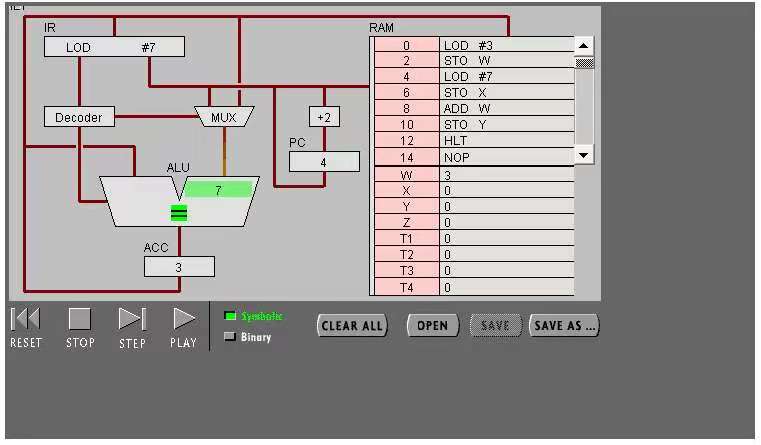 IR
RAM
LOD #7
0 LOD #3
2 STO W
4 LOD #7
6 STO X
8 ADD W
10 STO Y
12 HLT
14 NOP
Decoder
MUX
+2
PC
4
ALU
7
=
W 3
X 0
Y 0
Z 0
T1 0
T2 0
T3 0
T4 0
ACC
3
RESET
STOP
STEP
PLAY
Symbolic
Binary
CLEAR ALL
OPEN
SAVE
SAVE AS ...